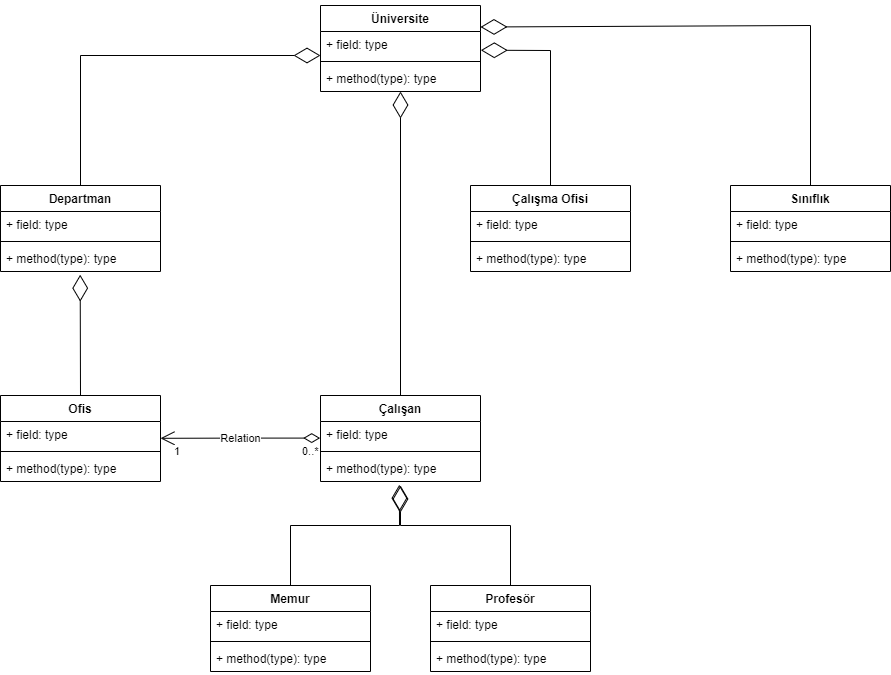 Üniversite
+ field: type
+ method(type): type
Departman
+ field: type
+ method(type): type
Çalışma Ofisi
+ field: type
+ method(type): type
Sınıflık
+ field: type
+ method(type): type
Ofis
+ field: type
+ method(type): type
Relation
1
0..*
Çalışan
+ field: type
+ method(type): type
Memur
+ field: type
+ method(type): type
Profesör
+ field: type
+ method(type): type